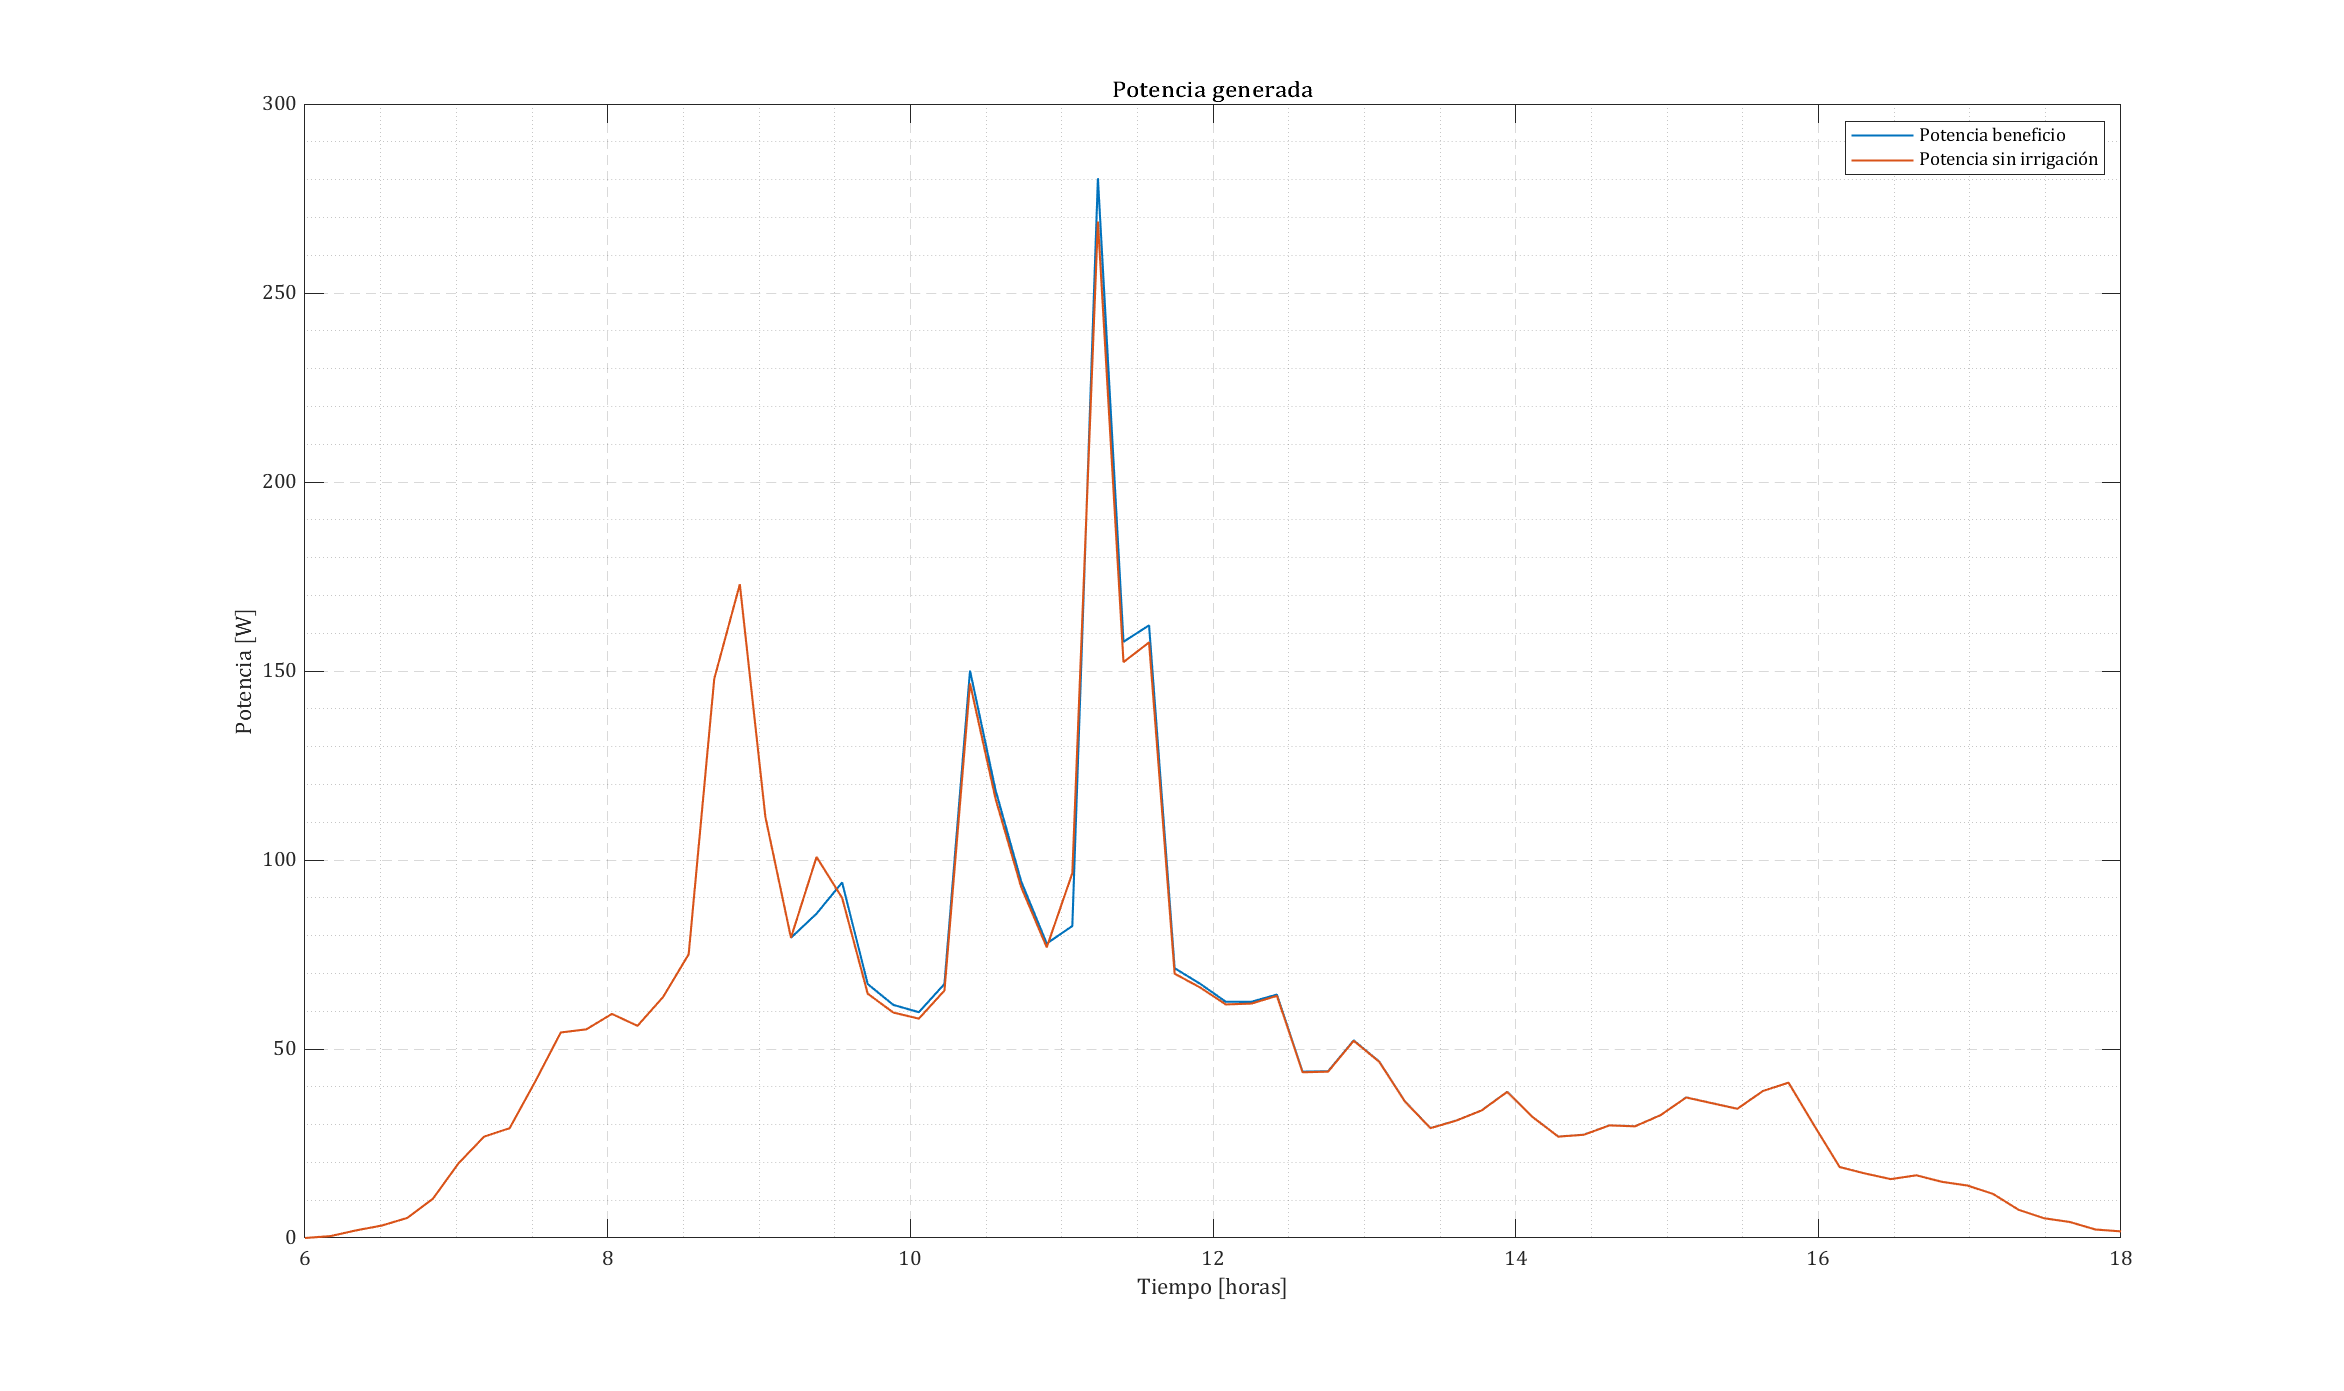 Potencia generada
300
250
200
150
100
50
0
Potencia [W]
Potencia beneficio
Potencia sin irrigación
6 8 10 12 14 16 18
Tiempo [horas]